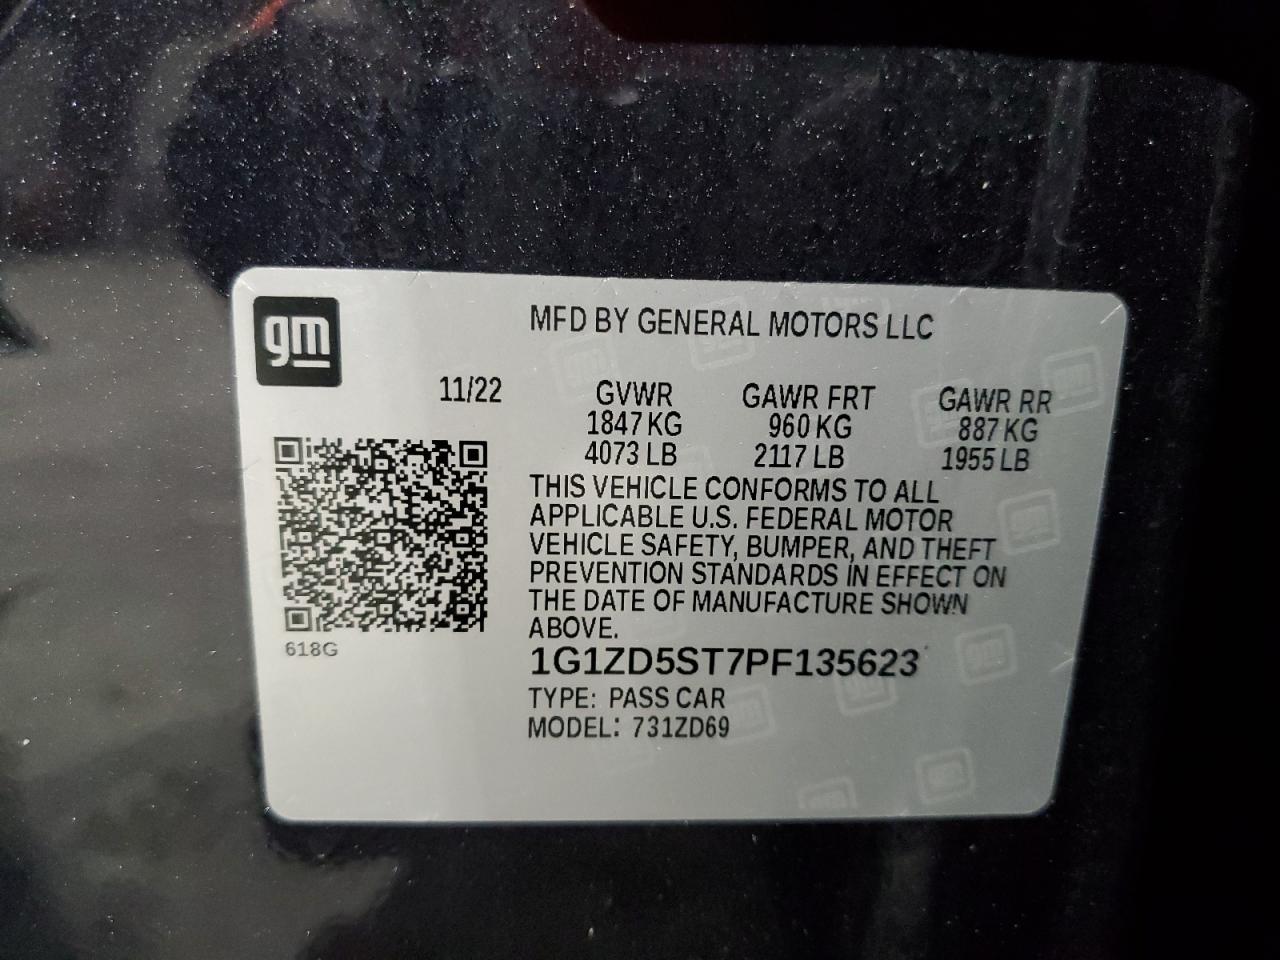 gm
MFD BY GENERAL MOTORS LLC
11/22 GVWR GAWR FRT GAWR RR
1847 KG 960 KG 887 KG
4073 LB 2117 LB 1955 LB
THIS VEHICLE CONFORMS TO ALL
APPLICABLE U.S. FEDERAL MOTOR
VEHICLE SAFETY, BUMPER, AND THEFT
PREVENTION STANDARDS IN EFFECT ON
THE DATE OF MANUFACTURE SHOWN
ABOVE.
618G
1G1ZD5ST7PF135623
TYPE: PASS CAR
MODEL: 731ZD69